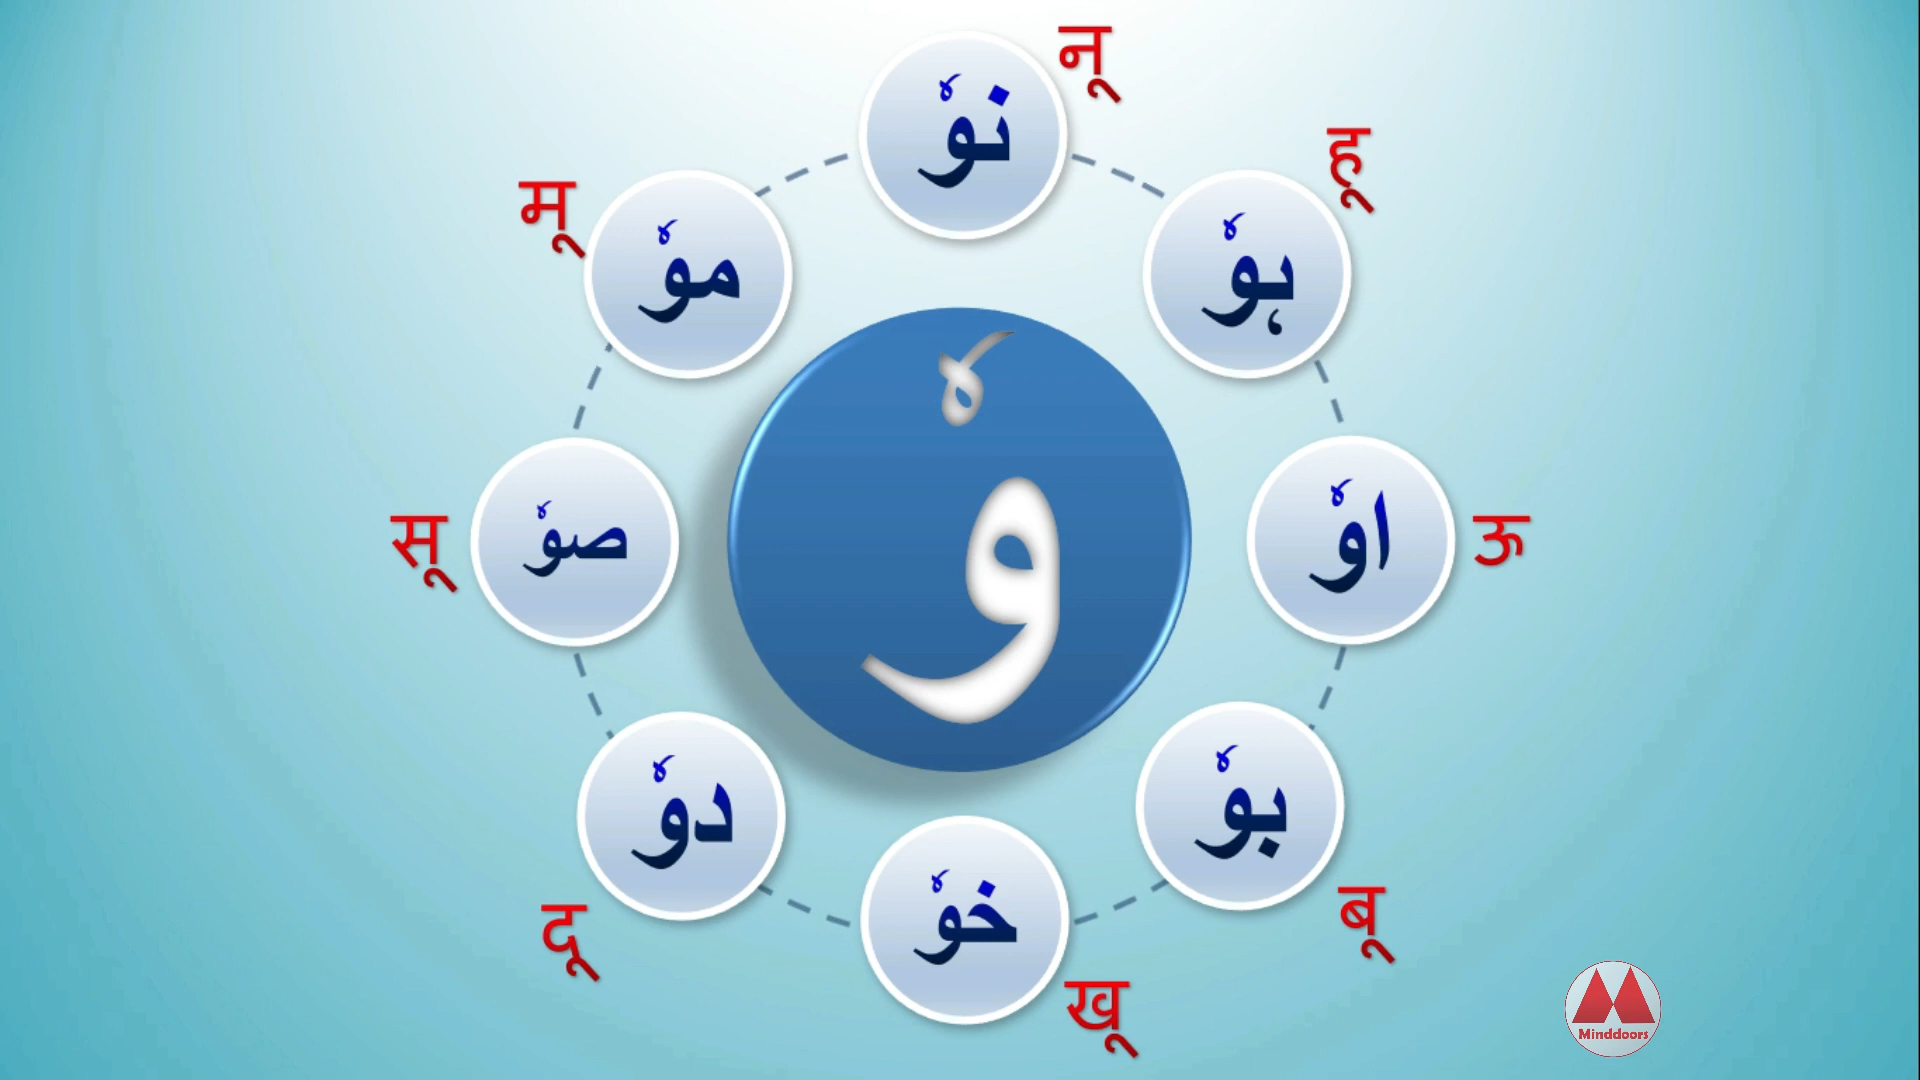 نوٗ
नू
ہوٗ
हू
اوٗ
ऊ
بوٗ
बू
خوٗ
खू
دوٗ
दू
صوٗ
सू
موٗ
मू
وٗ
Minddoors